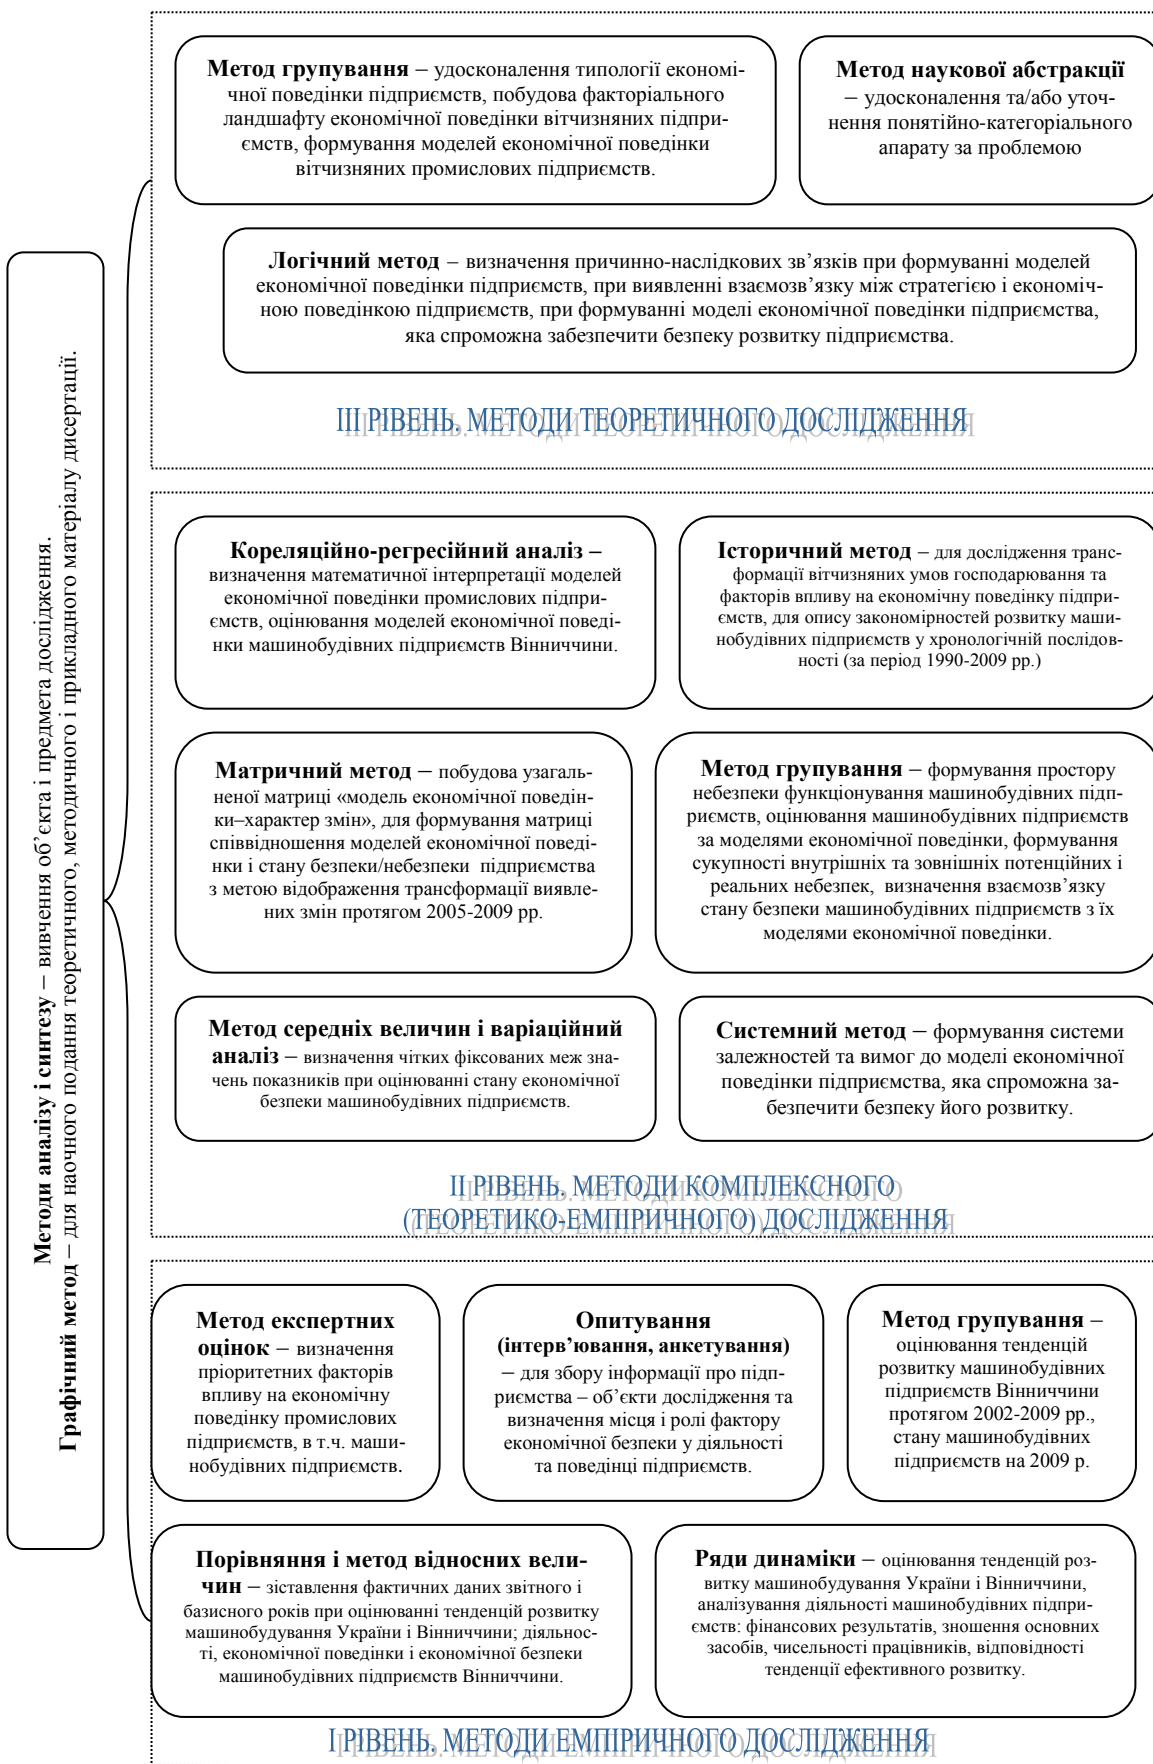 Методи аналізу і синтезу – вивчення об’єкта і предмета дослідження.
Графічний метод – для наочного подання теоретичного, методичного і прикладного матеріалу дисертації.
Метод групування – удосконалення типології економі-
чної поведінки підприємств, побудова факторіального
ландшафту економічної поведінки вітчизняних підпри-
ємств, формування моделей економічної поведінки
вітчизняних промислових підприємств.
Метод наукової абстракції
– удосконалення та/або уточ-
нення понятійно-категоріального
апарату за проблемою
Логічний метод – визначення причинно-наслідкових зв’язків при формуванні моделей
економічної поведінки підприємств, при виявленні взаємозв’язку між стратегією і економіч-
ною поведінкою підприємств, при формуванні моделі економічної поведінки підприємства,
яка спроможна забезпечити безпеку розвитку підприємства.
ІІІ РІВЕНЬ. МЕТОДИ ТЕОРЕТИЧНОГО ДОСЛІДЖЕННЯ
Кореляційно-регресійний аналіз –
визначення математичної інтерпретації моделей
економічної поведінки промислових підпри-
ємств, оцінювання моделей економічної поведі-
нки машинобудівних підприємств Вінниччини.
Історичний метод – для дослідження транс-
формації вітчизняних умов господарювання та
факторів впливу на економічну поведінку підпри-
ємств, для опису закономірностей розвитку маши-
нобудівних підприємств у хронологічній послідов-
ності (за період 1990-2009 рр.)
Матричний метод – побудова узагаль-
неної матриці «модель економічної поведін-
ки–характер змін», для формування матриці
співвідношення моделей економічної поведі-
нки і стану безпеки/небезпеки підприємства
з метою відображення трансформації виявле-
них змін протягом 2005-2009 рр.
Метод групування – формування простору
небезпеки функціонування машинобудівних підп-
риємств, оцінювання машинобудівних підприємств
за моделями економічної поведінки, формування
сукупності внутрішніх та зовнішніх потенційних і
реальних небезпек, визначення взаємозв’язку
стану безпеки машинобудівних підприємств з їх
моделями економічної поведінки.
Метод середніх величин і варіаційний
аналіз – визначення чітких фіксованих меж зна-
чень показників при оцінюванні стану економічної
безпеки машинобудівних підприємств.
Системний метод – формування системи
залежностей та вимог до моделі економічної
поведінки підприємства, яка спроможна за-
безпечити безпеку його розвитку.
ІІ РІВЕНЬ. МЕТОДИ КОМПЛЕКСНОГО
(ТЕОРЕТИКО-ЕМПІРИЧНОГО) ДОСЛІДЖЕННЯ
Метод експертних
оцінок – визначення
пріоритетних факторів
впливу на економічну
поведінку промислових
підприємств, в т.ч. маши-
нобудівних підприємств.
Опитування
(інтерв’ювання, анкетування)
– для збору інформації про підп-
риємства – об’єкти дослідження та
визначення місця і ролі фактору
економічної безпеки у діяльності
та поведінці підприємств.
Метод групування –
оцінювання тенденцій
розвитку машинобудівних
підприємств Вінниччини
протягом 2002-2009 рр.,
стану машинобудівних
підприємств на 2009 р.
Порівняння і метод відносних вели-
чин – зіставлення фактичних даних звітного і
базисного років при оцінюванні тенденцій розвитку
машинобудування України і Вінниччини; діяльнос-
ті, економічної поведінки і економічної безпеки
машинобудівних підприємств Вінниччини.
Ряди динаміки – оцінювання тенденцій роз-
витку машинобудування України і Вінниччини,
аналізування діяльності машинобудівних підпри-
ємств: фінансових результатів, зношення основних
засобів, чисельності працівників, відповідності
тенденції ефективного розвитку.
І РІВЕНЬ. МЕТОДИ ЕМПІРИЧНОГО ДОСЛІДЖЕННЯ